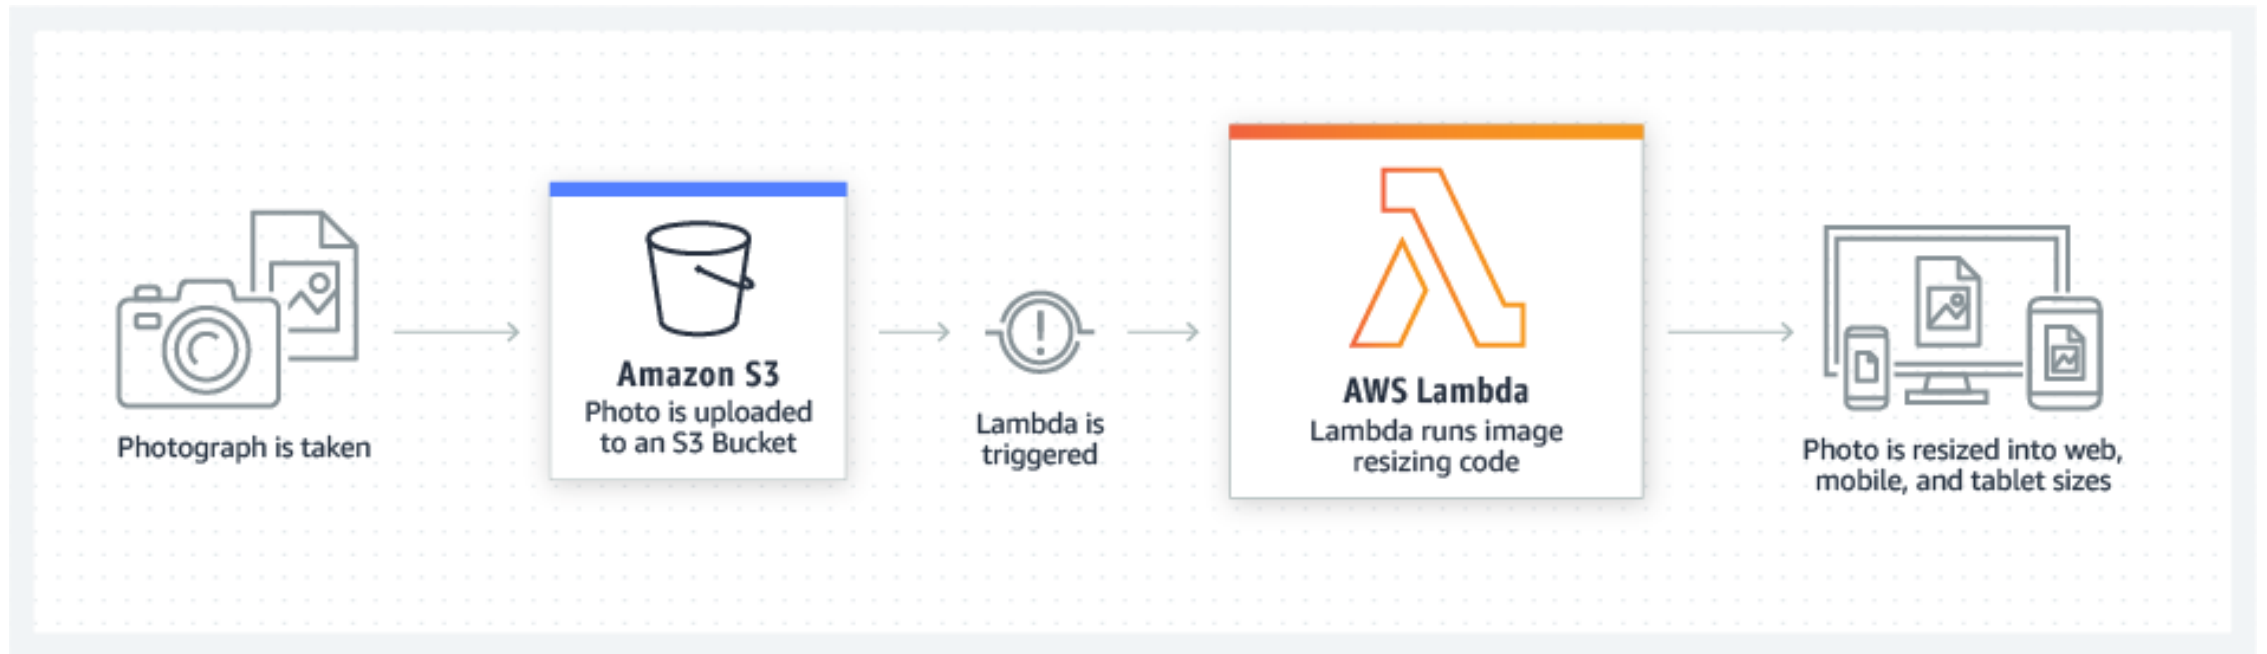 Photograph is taken
Amazon S3
Photo is uploaded
to an S3 Bucket
Lambda is
triggered
AWS Lambda
Lambda runs image
resizing code
Photo is resized into web,
mobile, and tablet sizes